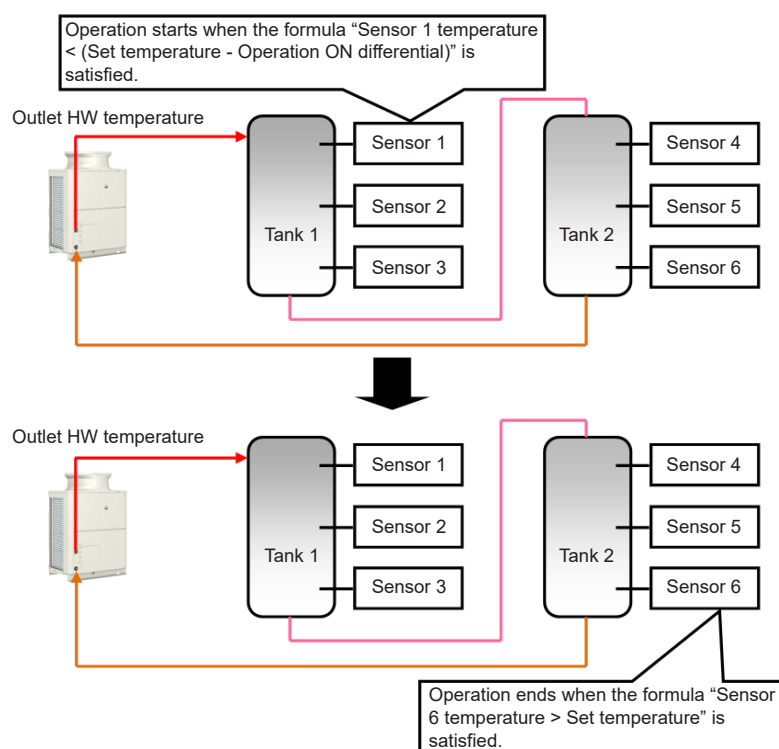 Operation starts when the formula “Sensor 1 temperature
< (Set temperature - Operation ON differential)” is
satisfied.
Outlet HW temperature
Sensor 1
Sensor 4
Sensor 2
Sensor 5
Tank 1
Tank 2
Sensor 3
Sensor 6
Outlet HW temperature
Sensor 1
Sensor 4
Sensor 2
Sensor 5
Tank 1
Tank 2
Sensor 3
Sensor 6
Operation ends when the formula “Sensor
6 temperature > Set temperature” is
satisfied.